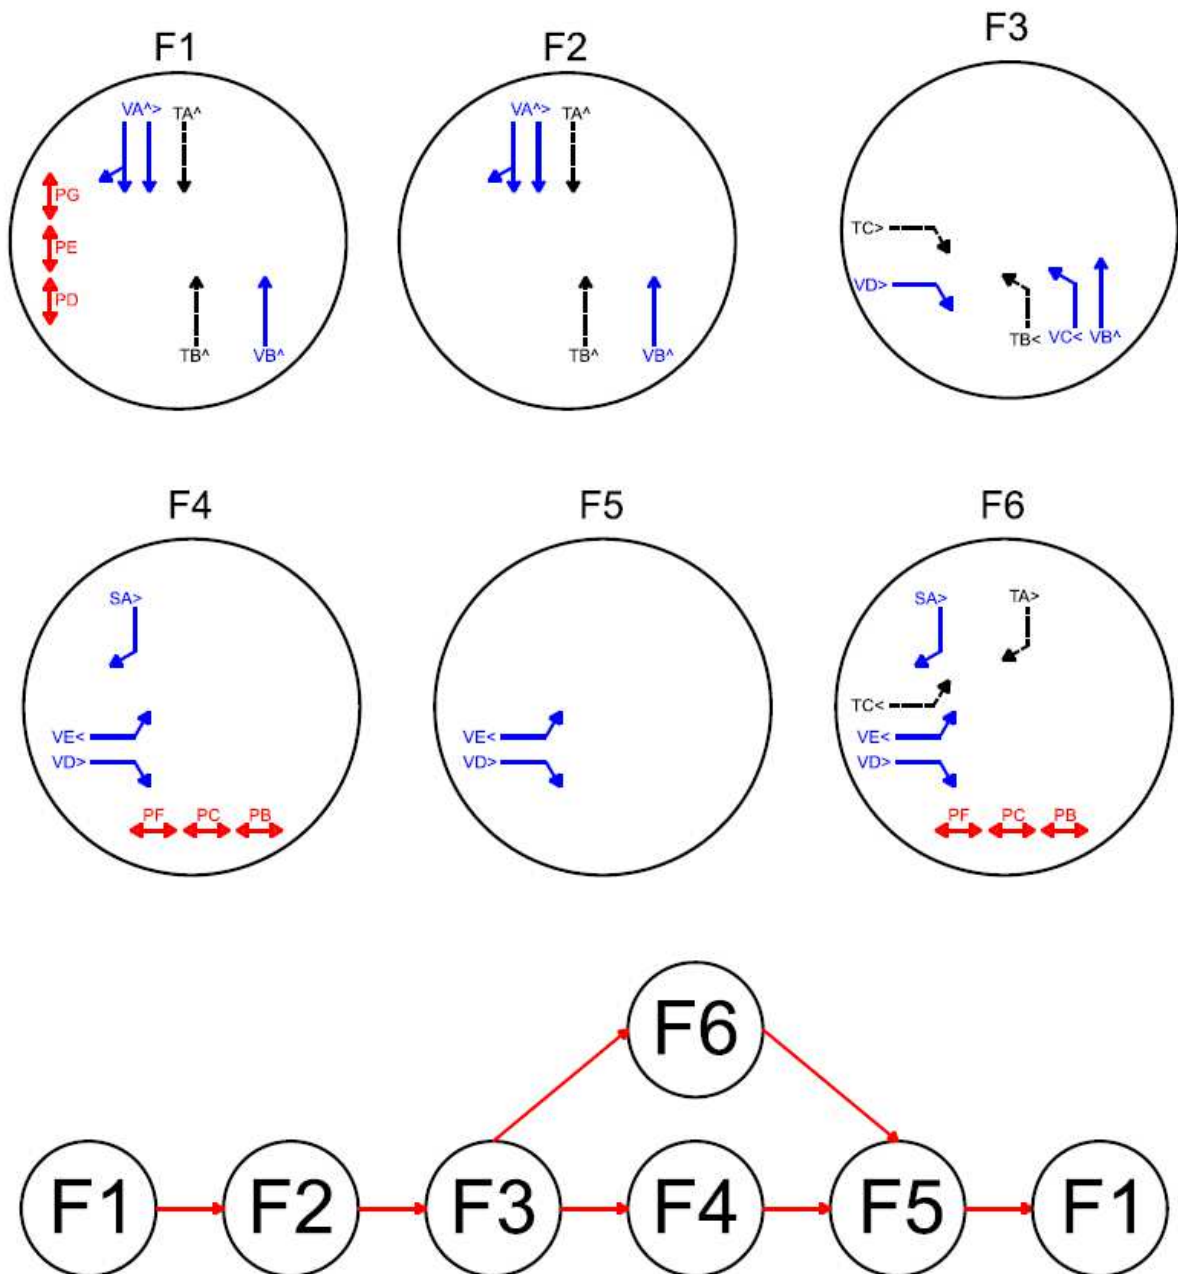 F1
F2
F3
VA^> TA^
PG
PE
PD
TB^ VB^
VA^> TA^
TB^ VB^
TC>
VD>
TB< VC< VB^
F4
F5
F6
SA>
VE<
VD>
PF PC PB
VE<
VD>
SA> TA>
TC<
VE<
VD>
PF PC PB
F6
F1 F2 F3 F4 F5 F1